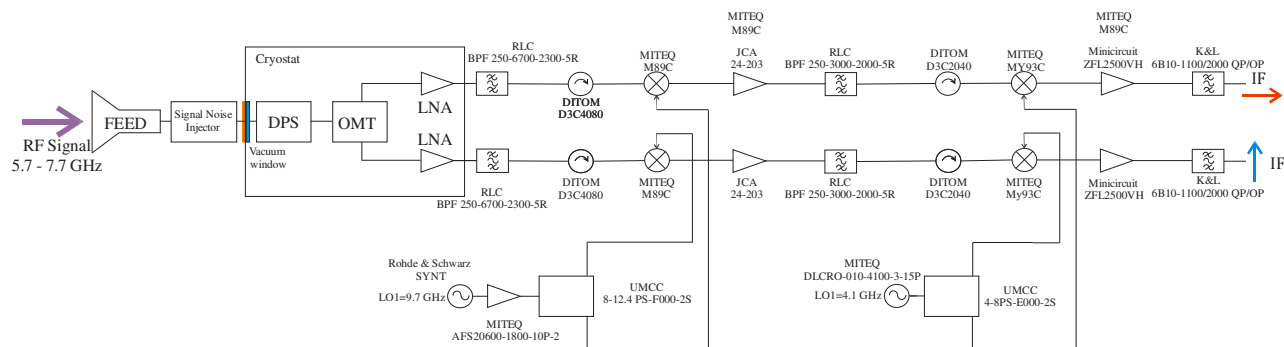 MITEQ
M89C
MITEQ
M89C
RLC
BPF 250-6700-2300-5R
MITEQ
M89C
JCA
24-203
RLC
BPF 250-3000-2000-5R
DITOM
D3C2040
MITEQ
MY93C
Minicircuit
ZFL2500VH
K&L
6B10-1100/2000 QP/OP
IF
Cryostat
LNA
DITOM
D3C4080
FEED
Signal Noise
Injector
DPS
OMT
RF Signal
5.7 - 7.7 GHz
Vacuum
window
LNA
RLC
BPF 250-6700-2300-5R
DITOM
D3C4080
MITEQ
M89C
JCA
24-203
RLC
BPF 250-3000-2000-5R
DITOM
D3C2040
MITEQ
My93C
Minicircuit
ZFL2500VH
K&L
6B10-1100/2000 QP/OP
IF
Rohde & Schwarz
SYNT
LO1=9.7 GHz
MITEQ
AFS20600-1800-10P-2
UMCC
8-12.4 PS-F000-2S
MITEQ
DLCRO-010-4100-3-15P
LO1=4.1 GHz
UMCC
4-8PS-E000-2S